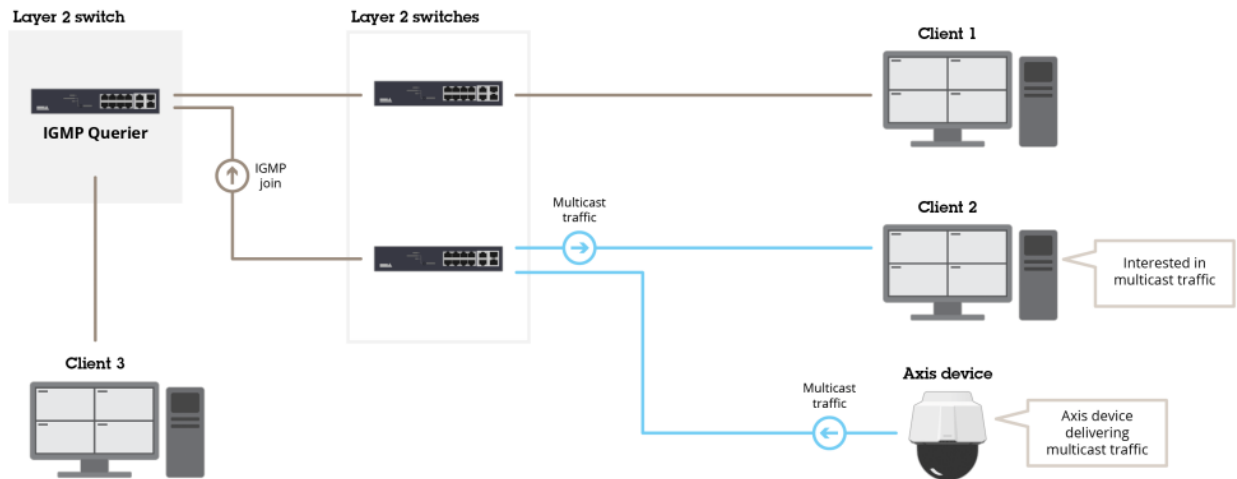 Layer 2 switch
Layer 2 switches
Client 1
IGMP Querier
IGMP
join
Multicast
traffic
Client 2
Interested in
multicast traffic
Client 3
Axis device
Multicast
traffic
Axis device
delivering
multicast traffic